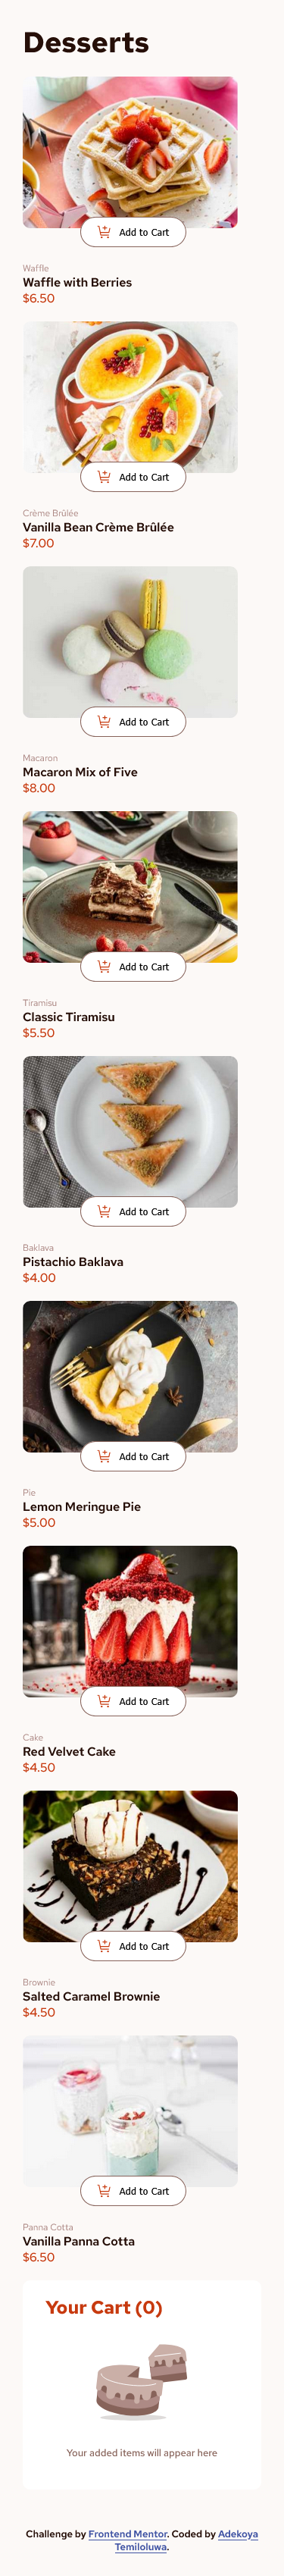 Desserts
Add to Cart
Waffle
Waffle with Berries
$6.50
Add to Cart
Crème Brûlée
Vanilla Bean Crème Brûlée
$7.00
Add to Cart
Macaron
Macaron Mix of Five
$8.00
Add to Cart
Tiramisu
Classic Tiramisu
$5.50
Add to Cart
Baklava
Pistachio Baklava
$4.00
Add to Cart
Pie
Lemon Meringue Pie
$5.00
Add to Cart
Cake
Red Velvet Cake
$4.50
Add to Cart
Brownie
Salted Caramel Brownie
$4.50
Add to Cart
Panna Cotta
Vanilla Panna Cotta
$6.50
Your Cart (0)
Your added items will appear here
Challenge by Frontend Mentor. Coded by Adekoya
Temiloluwa.